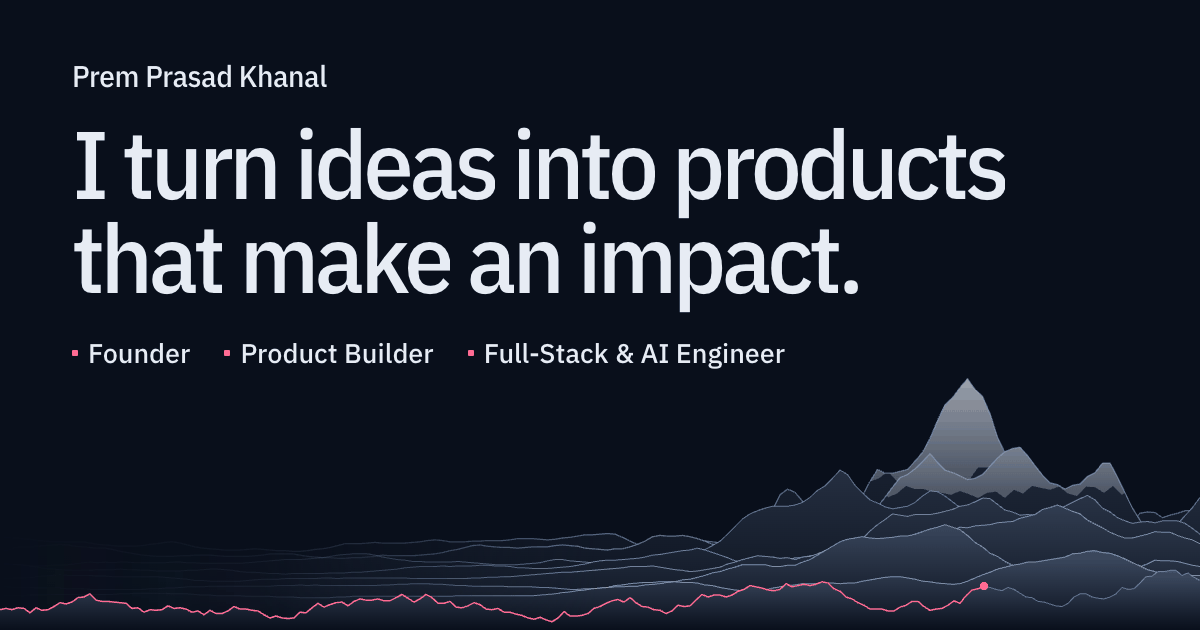 Prem Prasad Khanal
I turn ideas into products
that make an impact.
Founder Product Builder Full-Stack & AI Engineer